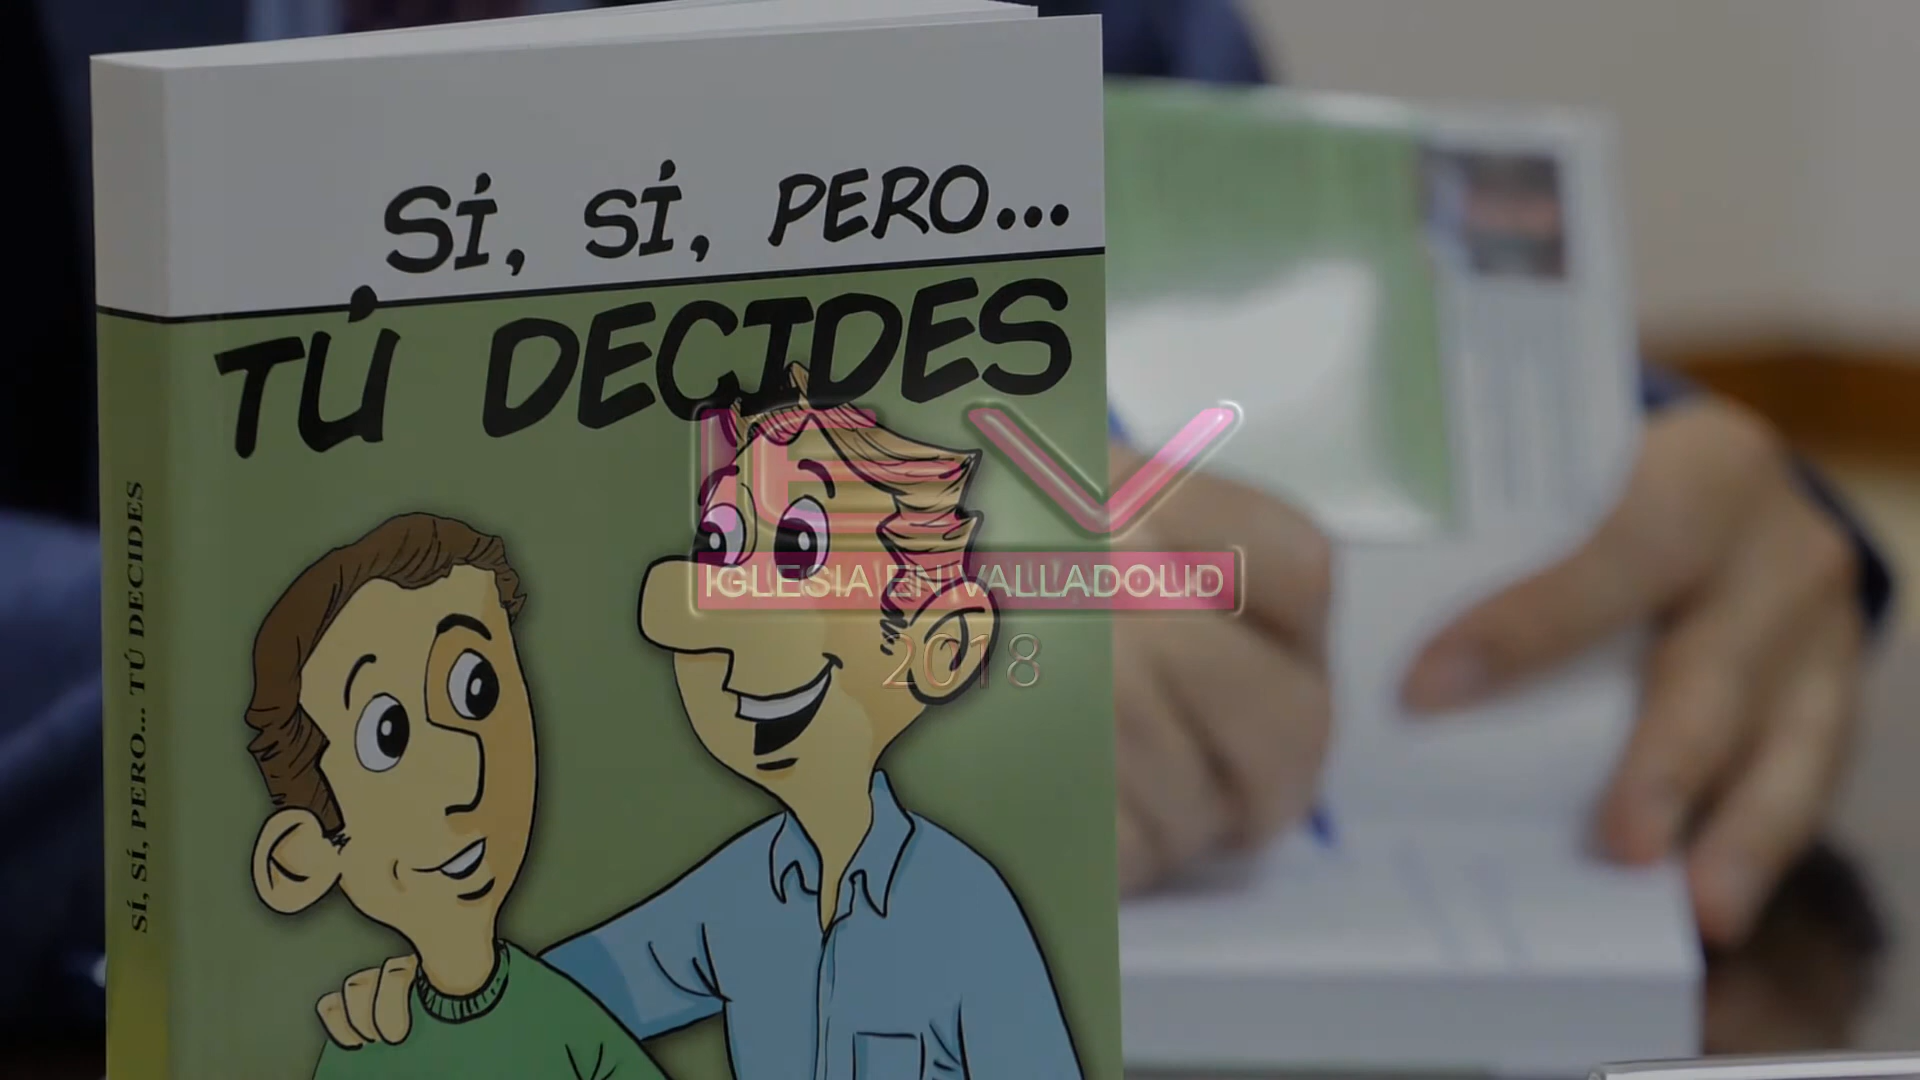 SÍ, SÍ, PERO...
TÚ DECIDES
SÍ, SÍ, PERO... TÚ DECIDES
IEV
IGLESIA EN VALLADOLID
2018